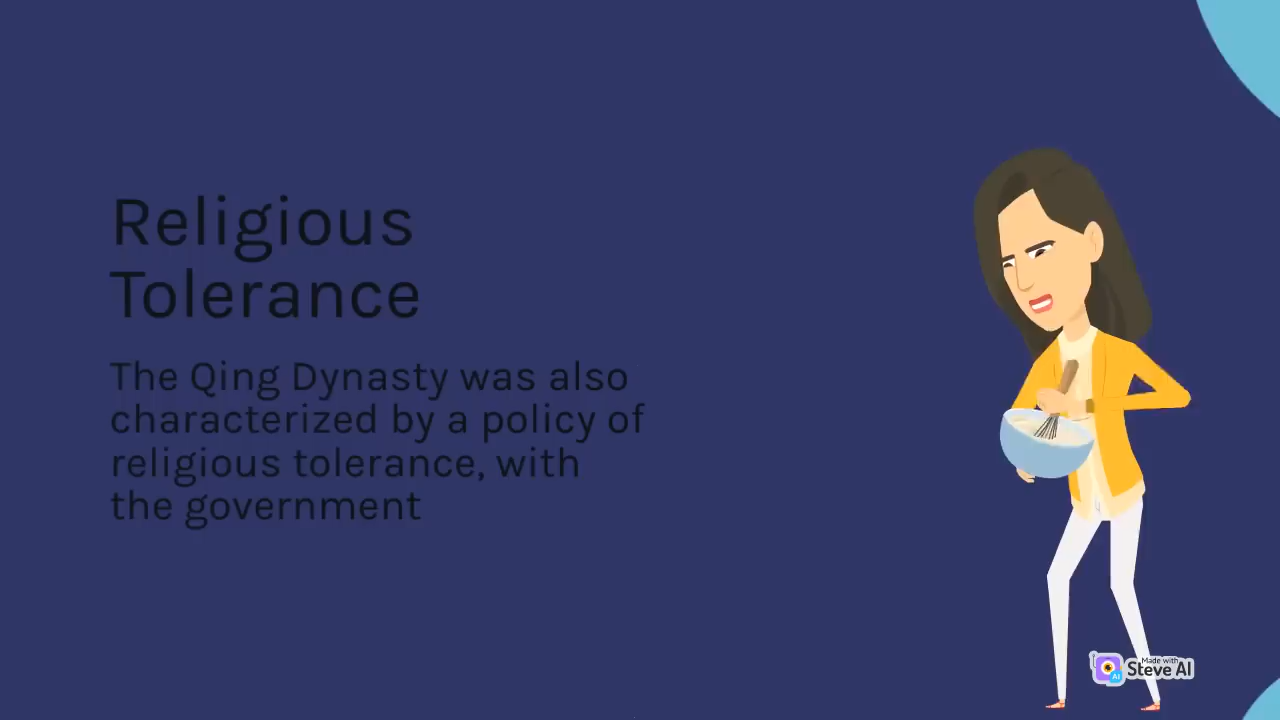 Religious
Tolerance
The Qing Dynasty was also
characterized by a policy of
religious tolerance, with
the government
Made with
Steve AI
AI